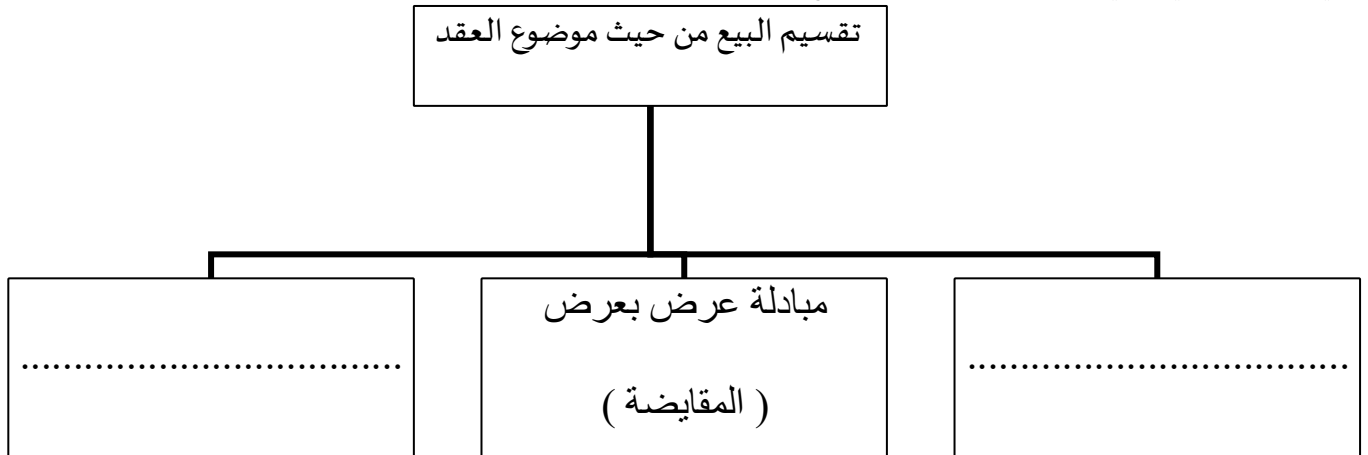 تقسيم البيع من حيث موضوع العقد
....................................
مبادلة عرض بعرض
( المقايضة )
....................................